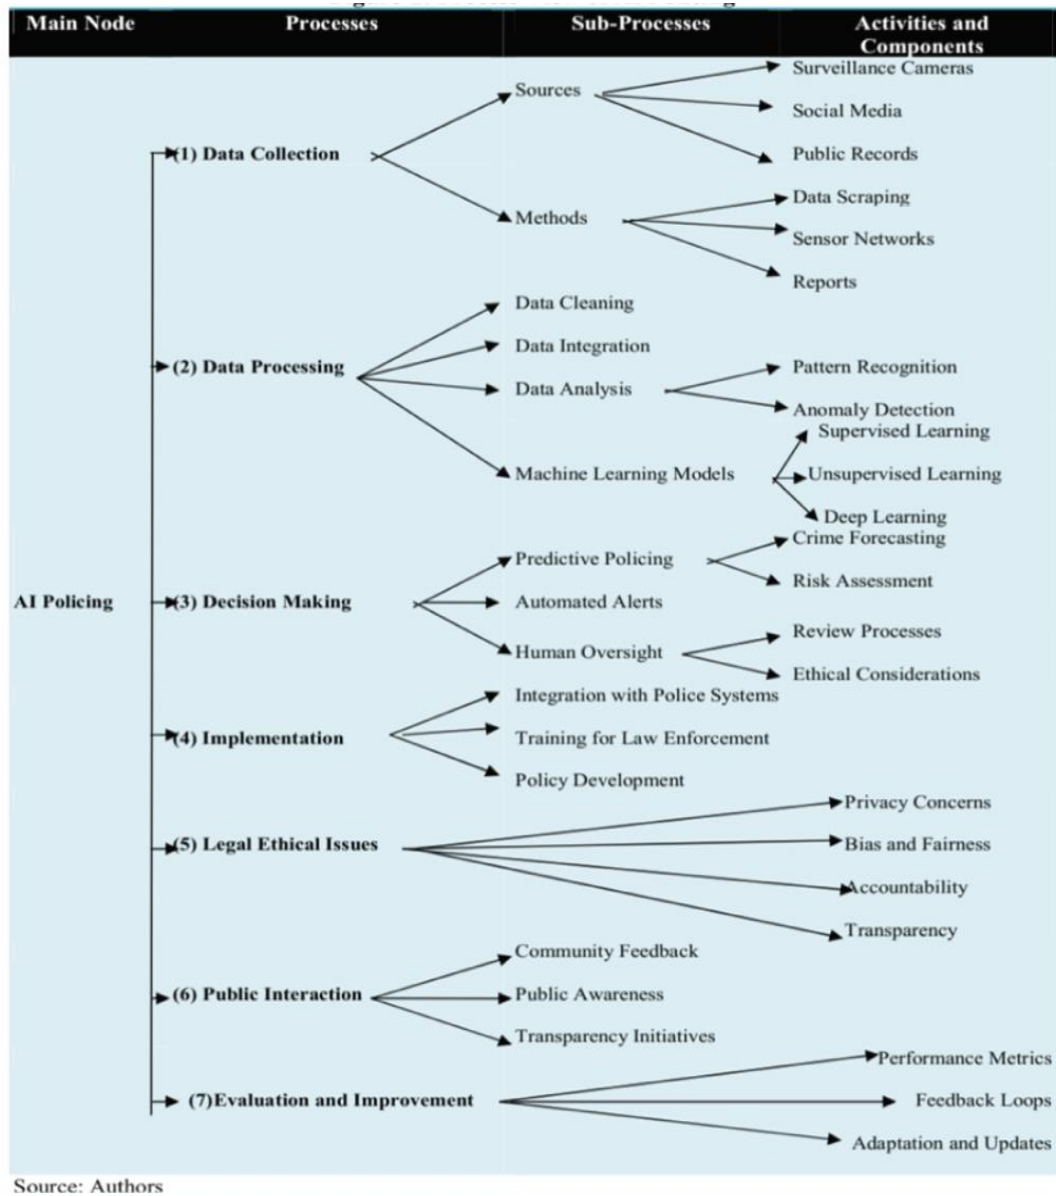 Main Node Processes Sub-Processes Activities and
Components
Surveillance Cameras
Sources
Social Media
(1) Data Collection
Public Records
Data Scraping
Methods
Sensor Networks
Reports
Data Cleaning
Data Integration
(2) Data Processing
Pattern Recognition
Data Analysis
Anomaly Detection
Supervised Learning
Machine Learning Models
Unsupervised Learning
Deep Learning
Crime Forecasting
Predictive Policing
Risk Assessment
AI Policing
(3) Decision Making
Automated Alerts
Review Processes
Human Oversight
Ethical Considerations
Integration with Police Systems
(4) Implementation
Training for Law Enforcement
Policy Development
Privacy Concerns
(5) Legal Ethical Issues
Bias and Fairness
Accountability
Transparency
Community Feedback
(6) Public Interaction
Public Awareness
Transparency Initiatives
Performance Metrics
(7)Evaluation and Improvement
Feedback Loops
Adaptation and Updates
Source: Authors